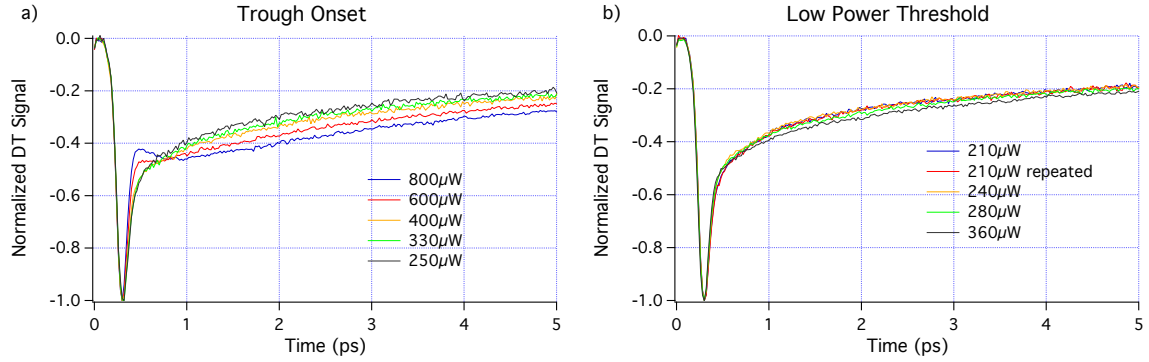 a)
Trough Onset
Normalized DT Signal
0.0
-0.2
-0.4
-0.6
-0.8
-1.0
800µW
600µW
400µW
330µW
250µW
0
1
2
3
4
5
Time (ps)
b)
Low Power Threshold
Normalized DT Signal
0.0
-0.2
-0.4
-0.6
-0.8
-1.0
210µW
210µW repeated
240µW
280µW
360µW
0
1
2
3
4
5
Time (ps)